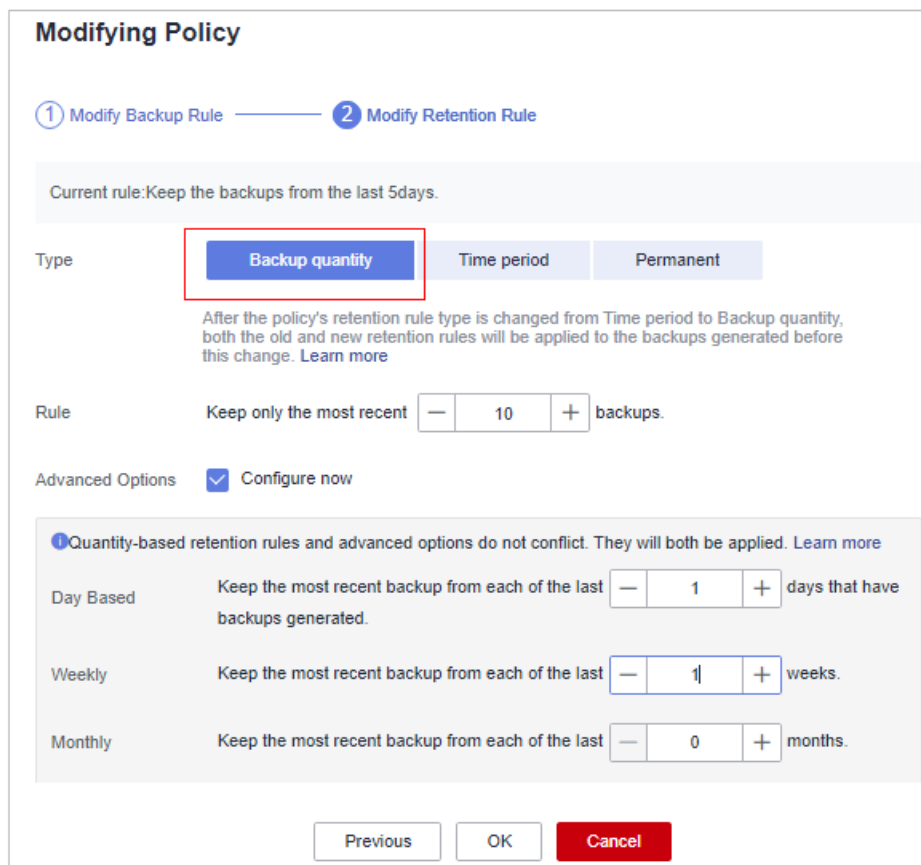 Modifying Policy
1 Modify Backup Rule 2 Modify Retention Rule
Current rule:Keep the backups from the last 5days.
Type Backup quantity Time period Permanent
After the policy's retention rule type is changed from Time period to Backup quantity,
both the old and new retention rules will be applied to the backups generated before
this change. Learn more
Rule Keep only the most recent — 10 + backups.
Advanced Options Configure now
Quantity-based retention rules and advanced options do not conflict. They will both be applied. Learn more
Day Based Keep the most recent backup from each of the last — 1 + days that have
backups generated.
Weekly Keep the most recent backup from each of the last — 1 + weeks.
Monthly Keep the most recent backup from each of the last — 0 + months.
Previous OK Cancel